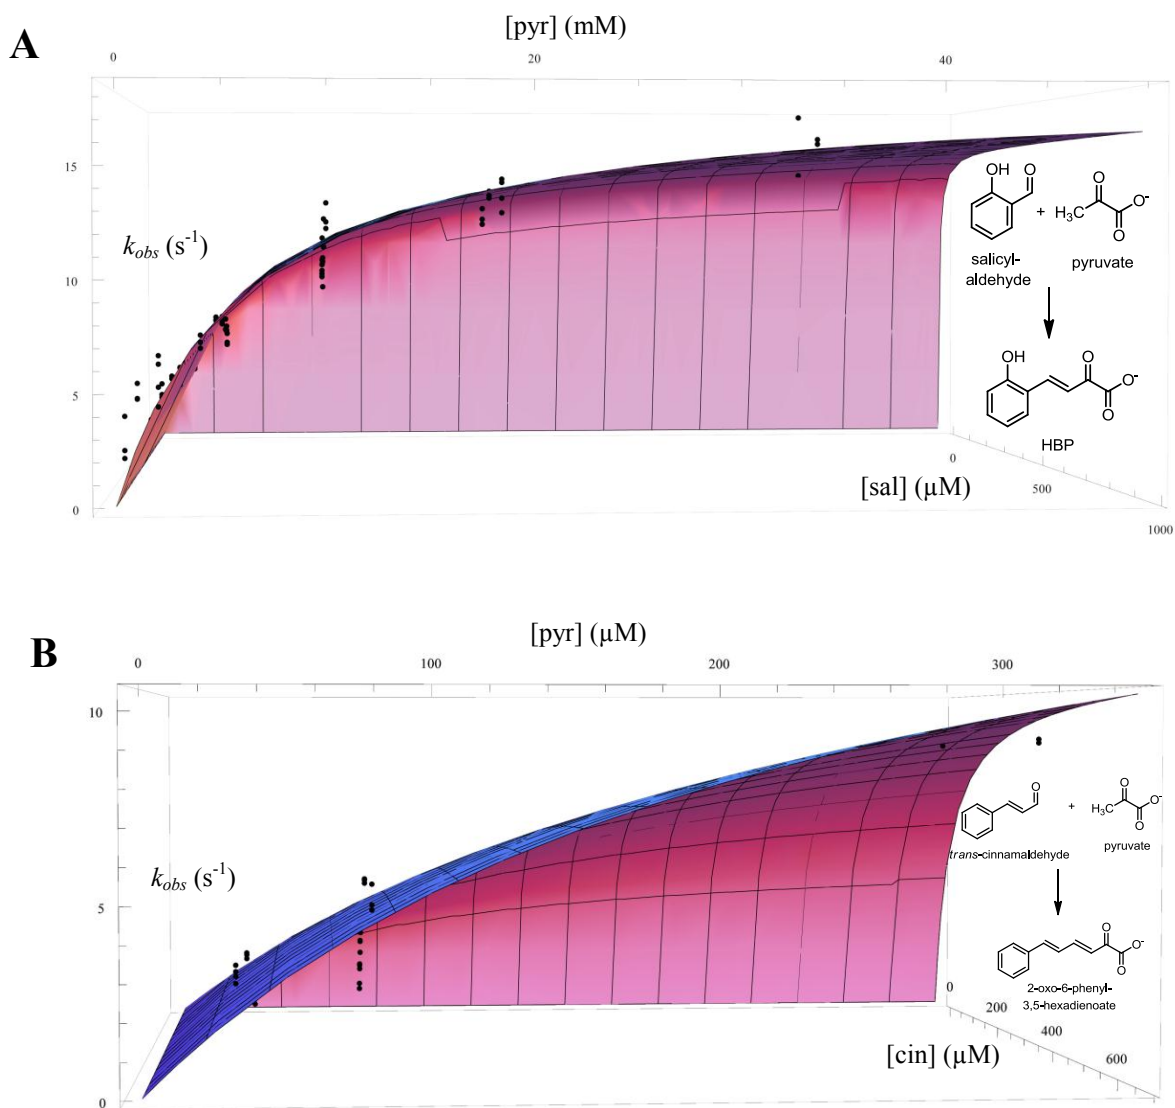 A
[pyr] (mM)
0
20
40
15
k_obs (s⁻¹)
10
5
0
OH
O
+
O
H₃C
O⁻
O
salicyl-
aldehyde
pyruvate
OH
O
O⁻
O
HBP
0
500
1000
[sal] (µM)
B
[pyr] (µM)
0
100
200
300
10
k_obs (s⁻¹)
5
0
O
+
O
H₃C
O⁻
O
trans-cinnamaldehyde
pyruvate
O
O⁻
O
2-oxo-6-phenyl-
3,5-hexadienoate
0
200
400
600
[cin] (µM)